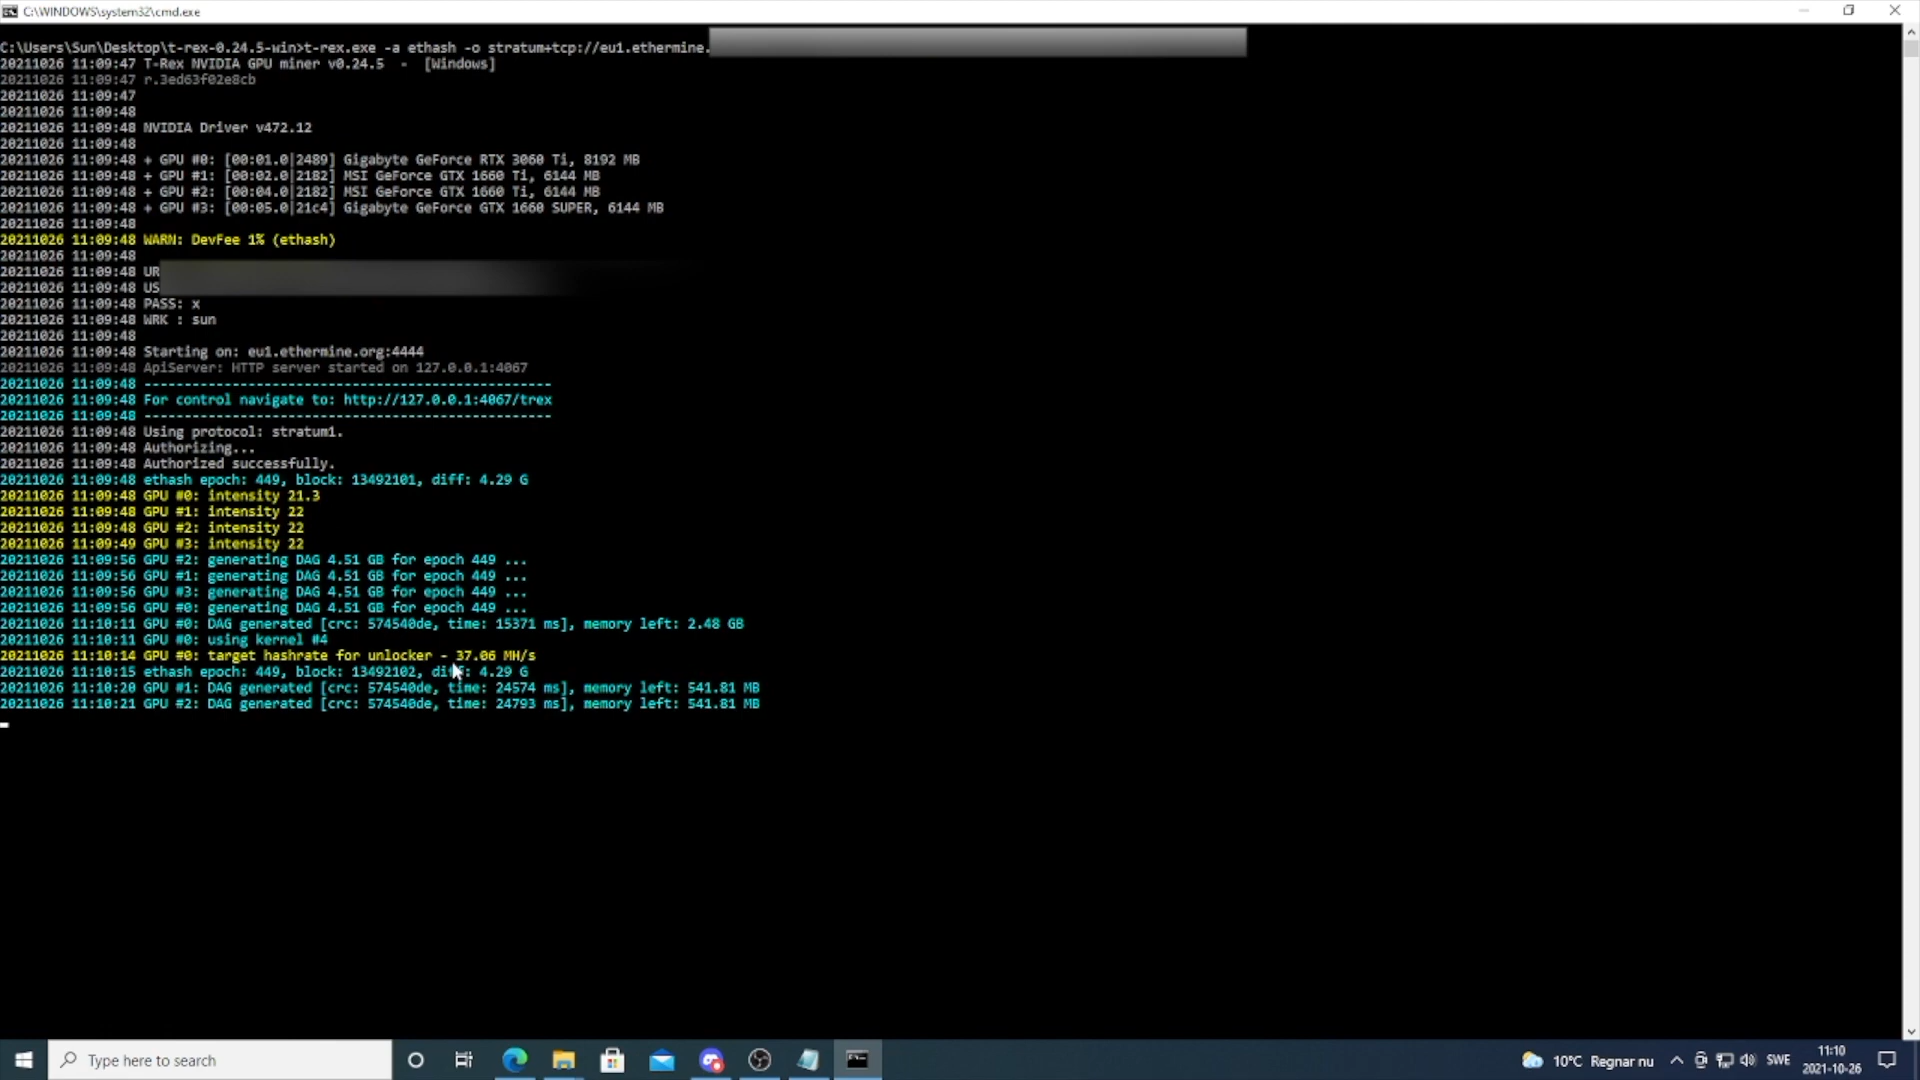 C:\WINDOWS\system32\cmd.exe
C:\Users\Sun\Desktop\t-rex-0.24.5-win>t-rex.exe -a ethash -o stratum+tcp://eu1.ethermine.
20211026 11:09:47 T-Rex NVIDIA GPU miner v0.24.5 - [Windows]
20211026 11:09:47 r.3ed63f02e8cb
20211026 11:09:47
20211026 11:09:48
20211026 11:09:48 NVIDIA Driver v472.12
20211026 11:09:48
20211026 11:09:48 + GPU #0: [00:01.0|2489] Gigabyte GeForce RTX 3060 Ti, 8192 MB
20211026 11:09:48 + GPU #1: [00:02.0|2182] MSI GeForce GTX 1660 Ti, 6144 MB
20211026 11:09:48 + GPU #2: [00:04.0|2182] MSI GeForce GTX 1660 Ti, 6144 MB
20211026 11:09:48 + GPU #3: [00:05.0|21c4] Gigabyte GeForce GTX 1660 SUPER, 6144 MB
20211026 11:09:48
20211026 11:09:48 WARN: DevFee 1% (ethash)
20211026 11:09:48
20211026 11:09:48 UR
20211026 11:09:48 US
20211026 11:09:48 PASS: x
20211026 11:09:48 WRK : sun
20211026 11:09:48
20211026 11:09:48 Starting on: eu1.ethermine.org:4444
20211026 11:09:48 ApiServer: HTTP server started on 127.0.0.1:4067
20211026 11:09:48 ---------------------------------------------------
20211026 11:09:48 For control navigate to: http://127.0.0.1:4067/trex
20211026 11:09:48 ---------------------------------------------------
20211026 11:09:48 Using protocol: stratum1.
20211026 11:09:48 Authorizing...
20211026 11:09:48 Authorized successfully.
20211026 11:09:48 ethash epoch: 449, block: 13492101, diff: 4.29 G
20211026 11:09:48 GPU #0: intensity 21.3
20211026 11:09:48 GPU #1: intensity 22
20211026 11:09:48 GPU #2: intensity 22
20211026 11:09:49 GPU #3: intensity 22
20211026 11:09:56 GPU #2: generating DAG 4.51 GB for epoch 449 ...
20211026 11:09:56 GPU #1: generating DAG 4.51 GB for epoch 449 ...
20211026 11:09:56 GPU #3: generating DAG 4.51 GB for epoch 449 ...
20211026 11:09:56 GPU #0: generating DAG 4.51 GB for epoch 449 ...
20211026 11:10:11 GPU #0: DAG generated [crc: 574540de, time: 15371 ms], memory left: 2.48 GB
20211026 11:10:11 GPU #0: using kernel #4
20211026 11:10:14 GPU #0: target hashrate for unlocker - 37.06 MH/s
20211026 11:10:15 ethash epoch: 449, block: 13492102, diff: 4.29 G
20211026 11:10:20 GPU #1: DAG generated [crc: 574540de, time: 24574 ms], memory left: 541.81 MB
20211026 11:10:21 GPU #2: DAG generated [crc: 574540de, time: 24793 ms], memory left: 541.81 MB
Type here to search
10°C Regnar nu
SWE
11:10
2021-10-26